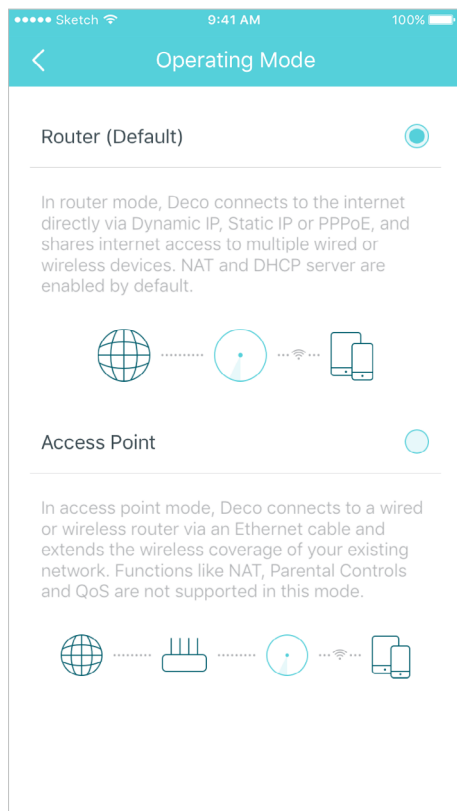 Sketch 9:41 AM 100%
Operating Mode
Router (Default)
In router mode, Deco connects to the internet
directly via Dynamic IP, Static IP or PPPoE, and
shares internet access to multiple wired or
wireless devices. NAT and DHCP server are
enabled by default.
Access Point
In access point mode, Deco connects to a wired
or wireless router via an Ethernet cable and
extends the wireless coverage of your existing
network. Functions like NAT, Parental Controls
and QoS are not supported in this mode.